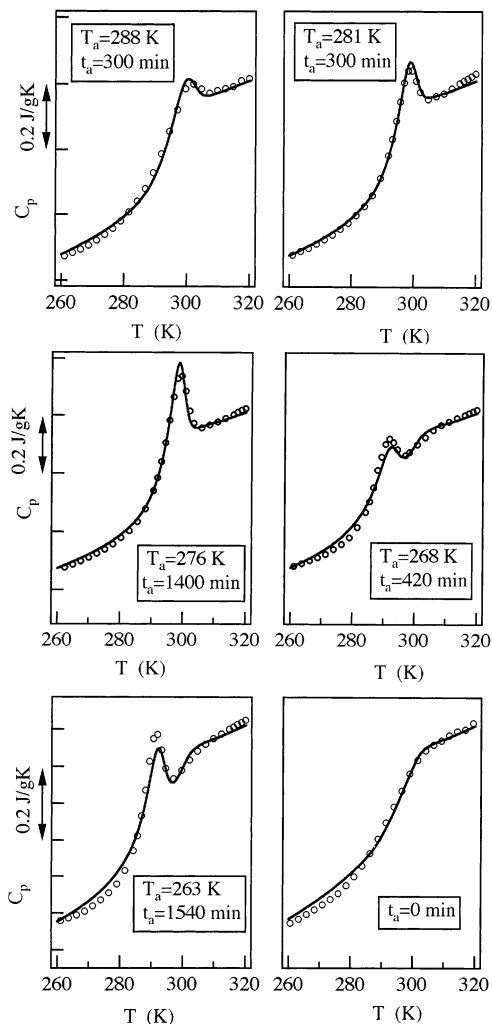 Tₐ=288 K
tₐ=300 min
0.2 J/gK
Cₚ
260 280 300 320
T (K)
Tₐ=281 K
tₐ=300 min
260 280 300 320
T (K)
0.2 J/gK
Cₚ
Tₐ=276 K
tₐ=1400 min
260 280 300 320
T (K)
Tₐ=268 K
tₐ=420 min
260 280 300 320
T (K)
0.2 J/gK
Cₚ
Tₐ=263 K
tₐ=1540 min
260 280 300 320
T (K)
tₐ=0 min
260 280 300 320
T (K)